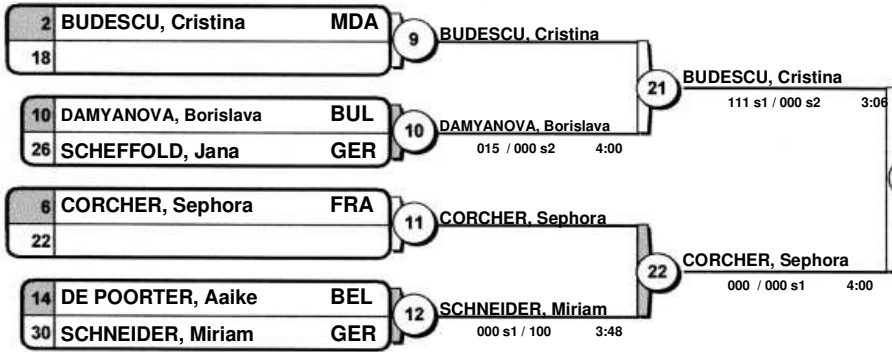 2 BUDESCU, Cristina MDA
18
9
BUDESCU, Cristina
10 DAMYANOVA, Borislava BUL
26 SCHEFFOLD, Jana GER
10
DAMYANOVA, Borislava
015 / 000 s2 4:00
21
BUDESCU, Cristina
111 s1 / 000 s2 3:06
6 CORCHER, Sephora FRA
22
11
CORCHER, Sephora
14 DE POORTER, Aaike BEL
30 SCHNEIDER, Miriam GER
12
SCHNEIDER, Miriam
000 s1 / 100 3:48
22
CORCHER, Sephora
000 / 000 s1 4:00